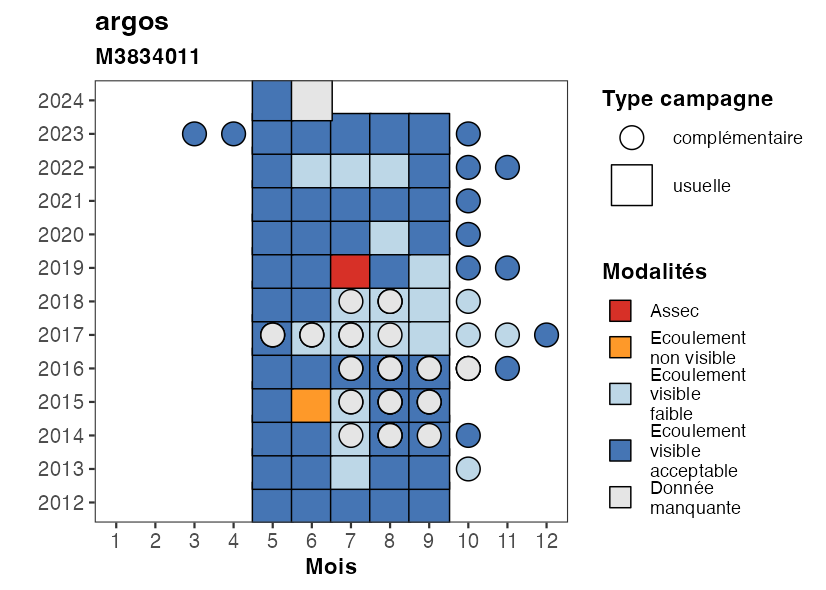 argos
M3834011
2024
2023
2022
2021
2020
2019
2018
2017
2016
2015
2014
2013
2012
1 2 3 4 5 6 7 8 9 10 11 12
Mois
Type campagne
complémentaire
usuelle
Modalités
Assec
Ecoulement
non visible
Ecoulement
visible
faible
Ecoulement
visible
acceptable
Donnée
manquante